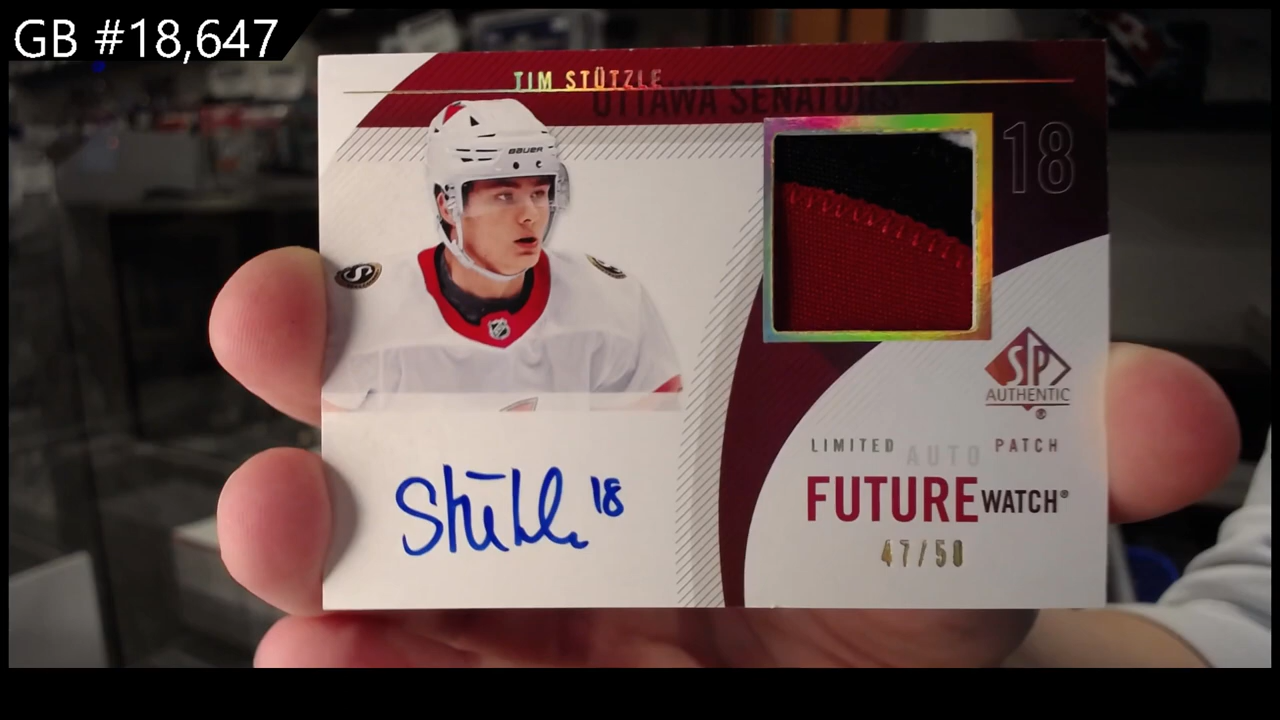 GB #18,647
TIM STÜTZLE
OTTAWA SENATORS
BAUER
18
SP
AUTHENTIC
LIMITED AUTO PATCH
FUTURE WATCH®
47/50
Stützle 18